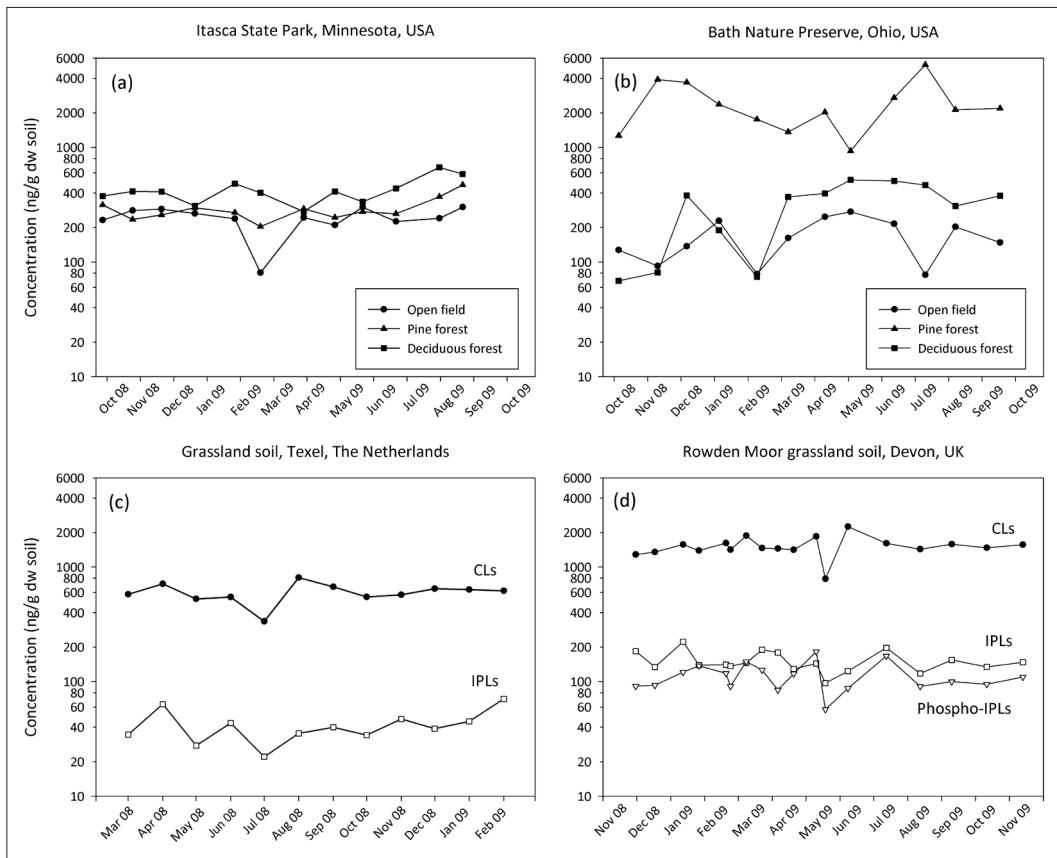 Itasca State Park, Minnesota, USA
(a)
Concentration (ng/g dw soil)
6000
4000
2000
1000
800
600
400
200
100
80
60
40
20
10
Open field
Pine forest
Deciduous forest
Oct 08 Nov 08 Dec 08 Jan 09 Feb 09 Mar 09 Apr 09 May 09 Jun 09 Jul 09 Aug 09 Sep 09 Oct 09
Bath Nature Preserve, Ohio, USA
(b)
6000
4000
2000
1000
800
600
400
200
100
80
60
40
20
10
Open field
Pine forest
Deciduous forest
Oct 08 Nov 08 Dec 08 Jan 09 Feb 09 Mar 09 Apr 09 May 09 Jun 09 Jul 09 Aug 09 Sep 09 Oct 09
Grassland soil, Texel, The Netherlands
(c)
Concentration (ng/g dw soil)
6000
4000
2000
1000
800
600
400
200
100
80
60
40
20
10
CLs
IPLs
Mar 08 Apr 08 May 08 Jun 08 Jul 08 Aug 08 Sep 08 Oct 08 Nov 08 Dec 08 Jan 09 Feb 09
Rowden Moor grassland soil, Devon, UK
(d)
6000
4000
2000
1000
800
600
400
200
100
80
60
40
20
10
CLs
IPLs
Phospho-IPLs
Nov 08 Dec 08 Jan 09 Feb 09 Mar 09 Apr 09 May 09 Jun 09 Jul 09 Aug 09 Sep 09 Oct 09 Nov 09